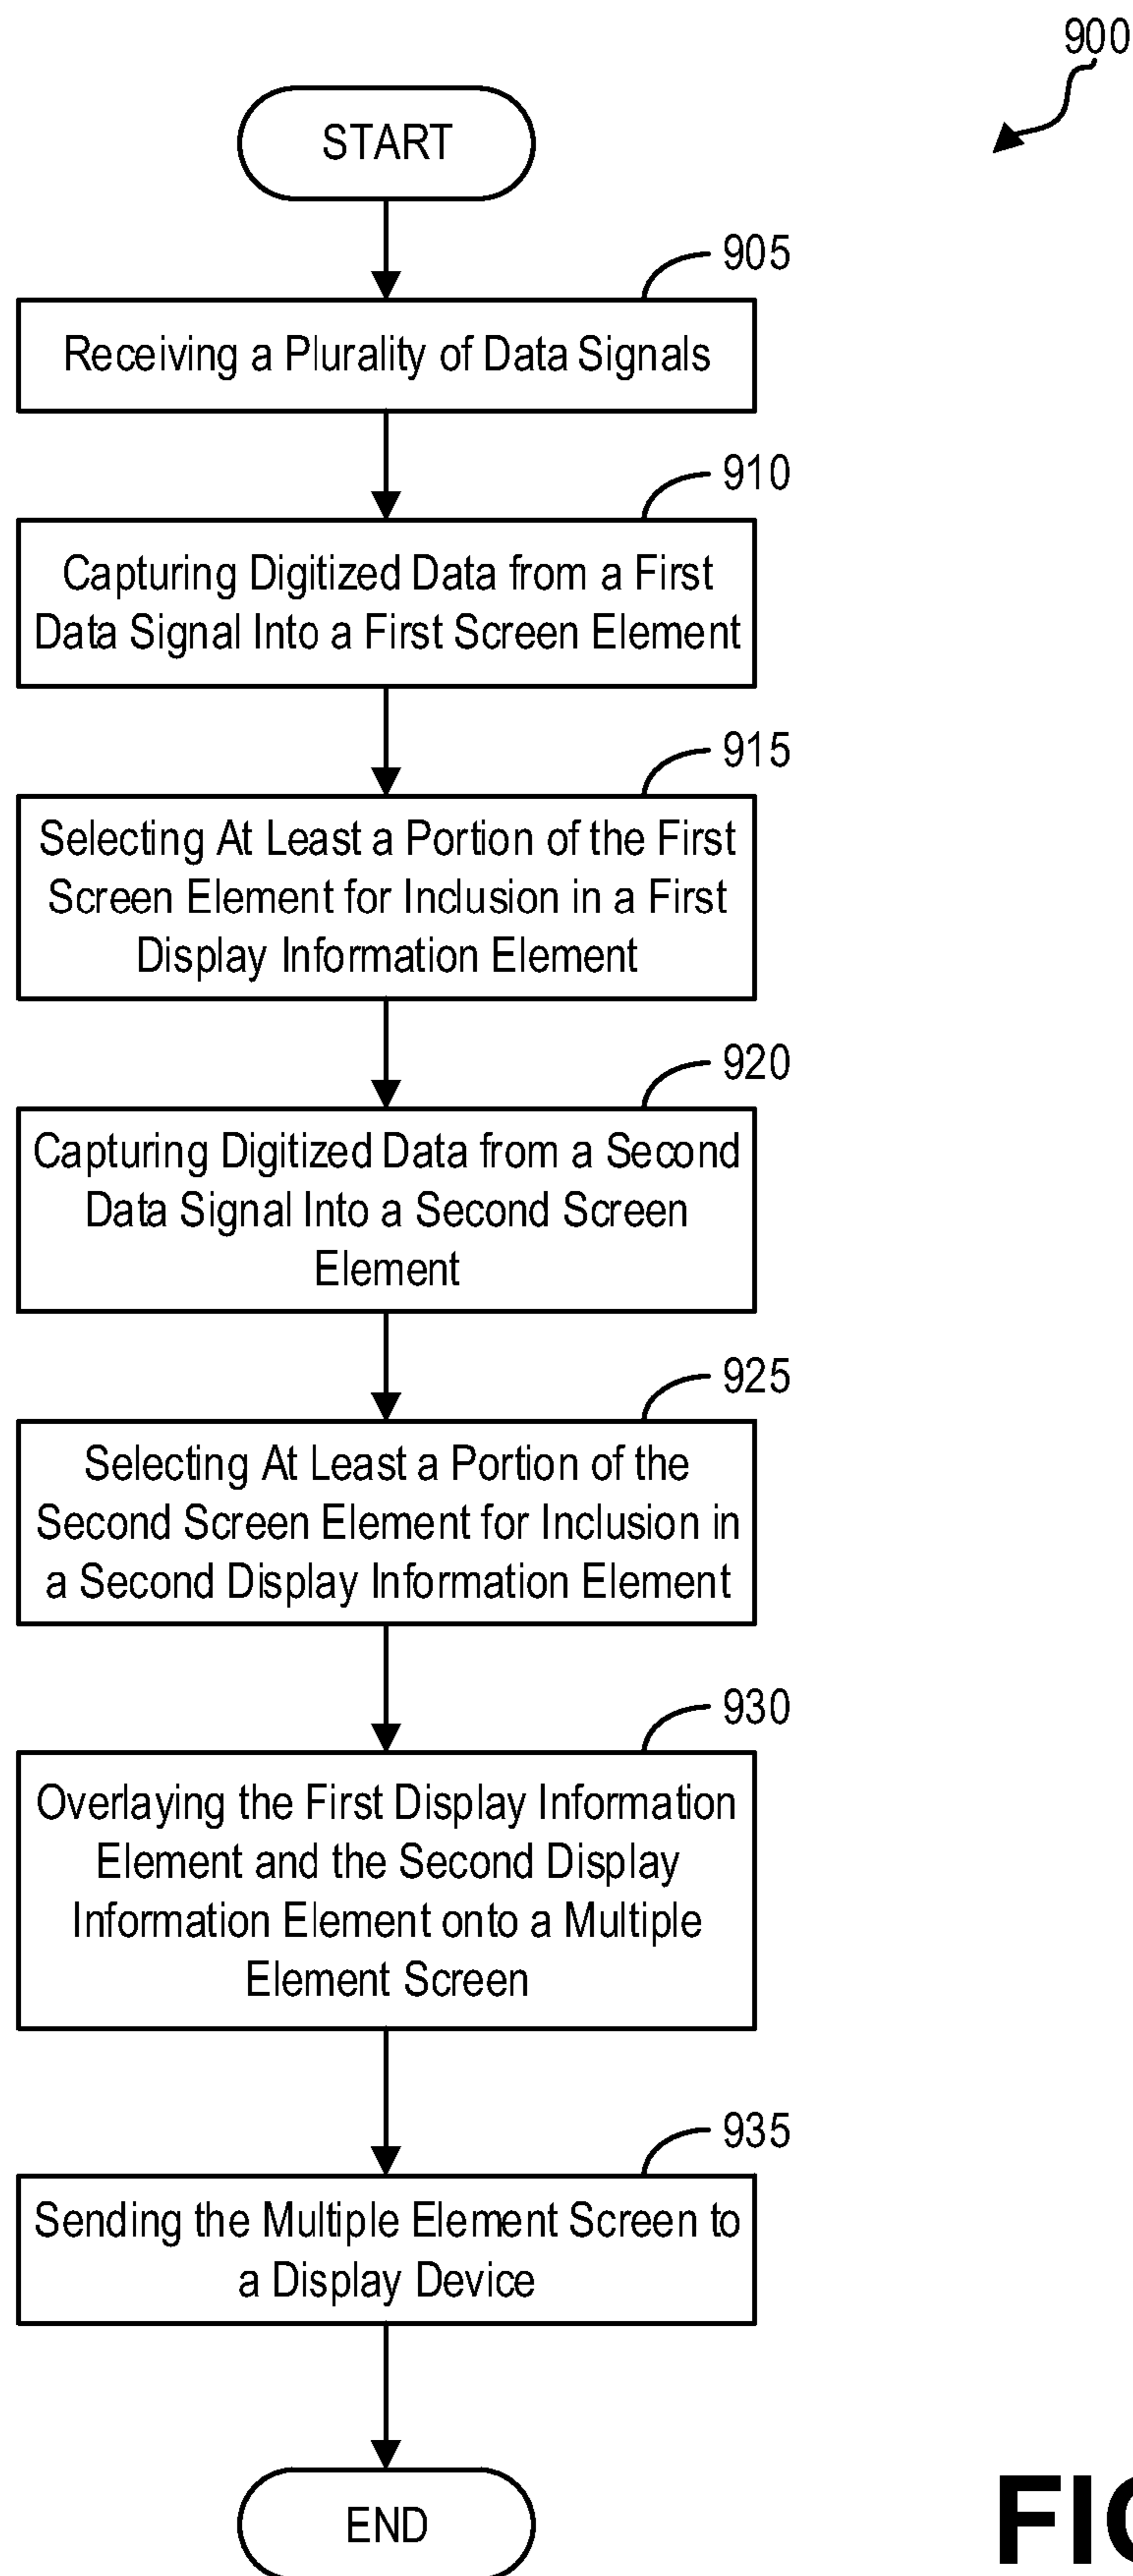 900
START
905
Receiving a Plurality of Data Signals
910
Capturing Digitized Data from a First
Data Signal Into a First Screen Element
915
Selecting At Least a Portion of the First
Screen Element for Inclusion in a First
Display Information Element
920
Capturing Digitized Data from a Second
Data Signal Into a Second Screen
Element
925
Selecting At Least a Portion of the
Second Screen Element for Inclusion in
a Second Display Information Element
930
Overlaying the First Display Information
Element and the Second Display
Information Element onto a Multiple
Element Screen
935
Sending the Multiple Element Screen to
a Display Device
END